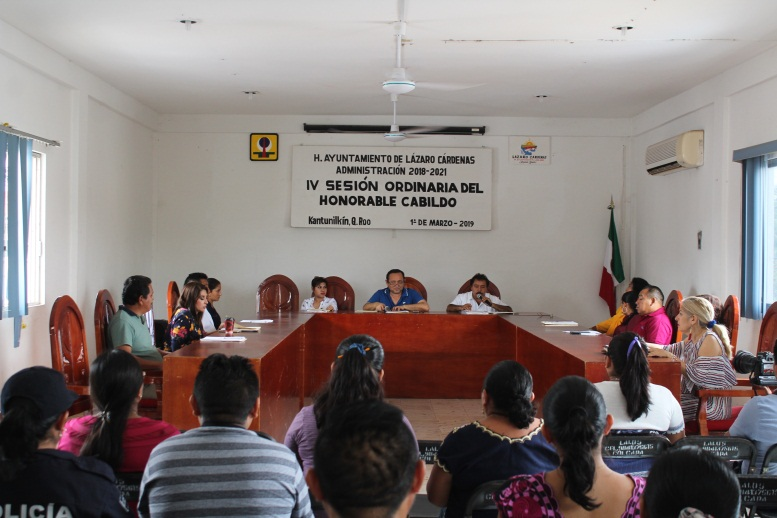 H. AYUNTAMIENTO DE LÁZARO CÁRDENAS
ADMINISTRACIÓN 2018-2021
IV SESIÓN ORDINARIA DEL
HONORABLE CABILDO
Kantunilkín, Q. Roo 1º DE MARZO - 2019
LÁZARO CÁRDENAS
POLICÍA